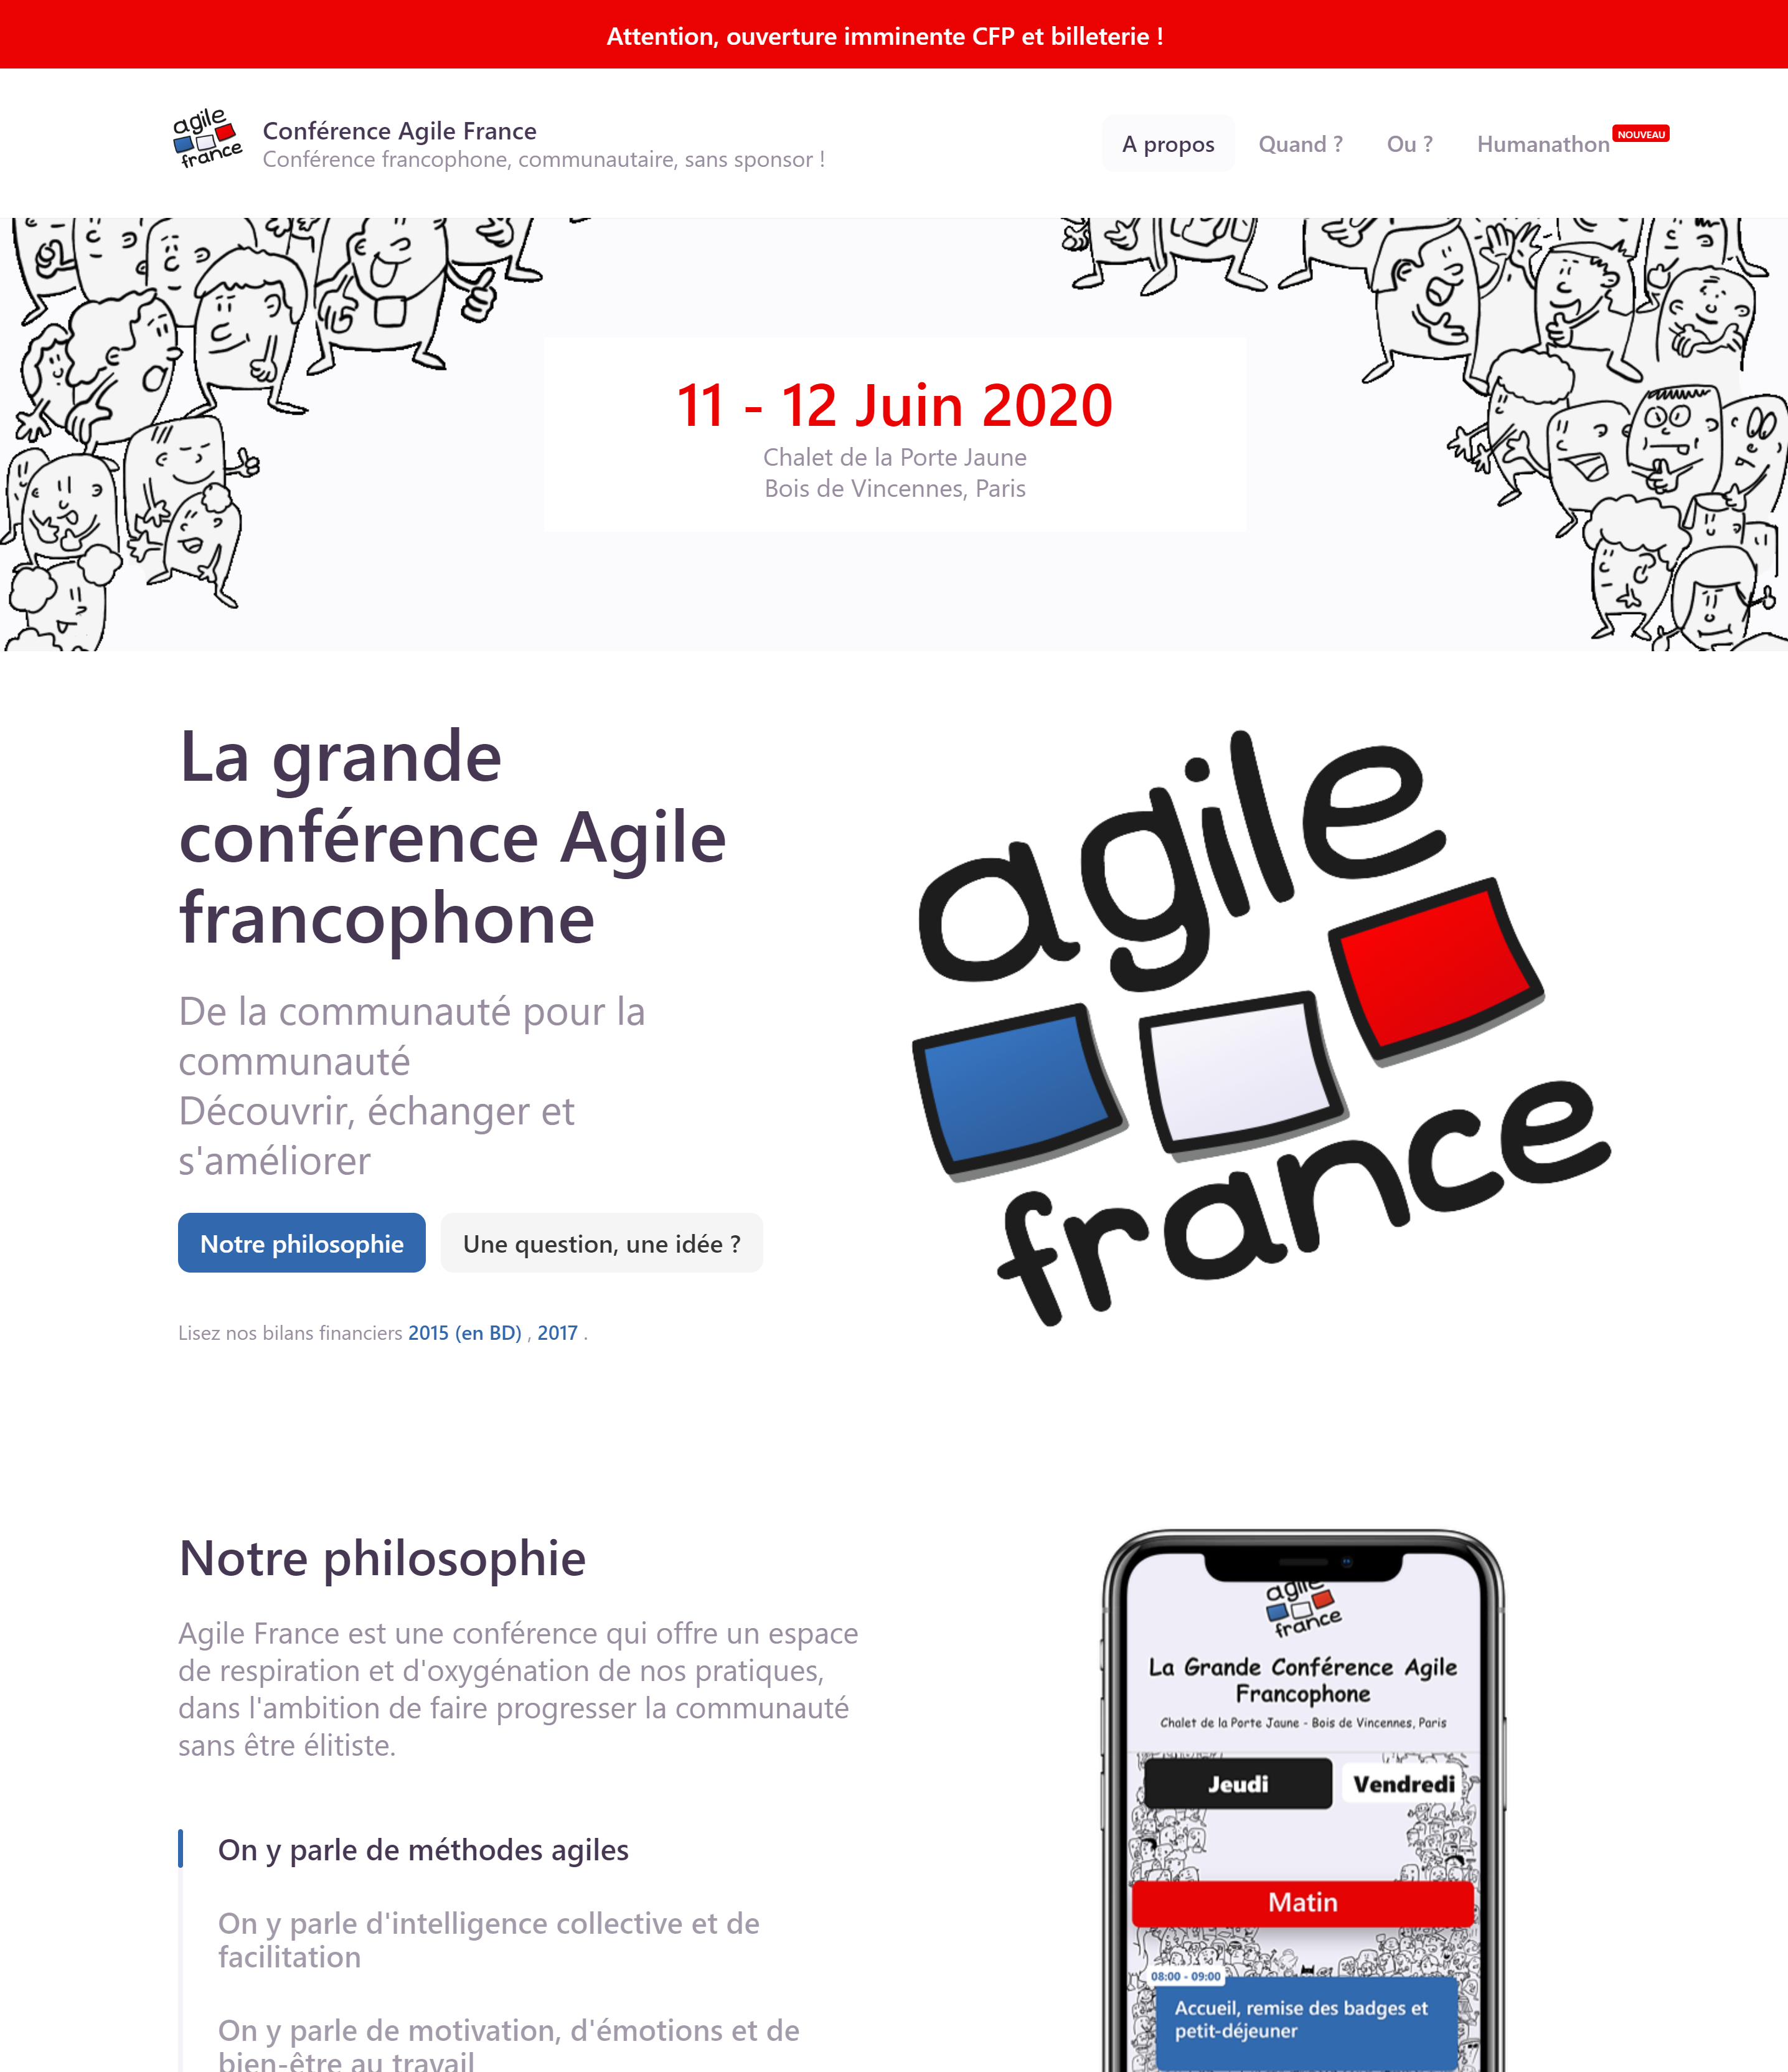 Attention, ouverture imminente CFP et billeterie !
agile
france
Conférence Agile France
Conférence francophone, communautaire, sans sponsor !
A propos
Quand ?
Ou ?
Humanathon
NOUVEAU
11 - 12 Juin 2020
Chalet de la Porte Jaune
Bois de Vincennes, Paris
La grande
conférence Agile
francophone
De la communauté pour la
communauté
Découvrir, échanger et
s'améliorer
Notre philosophie
Une question, une idée ?
Lisez nos bilans financiers 2015 (en BD) , 2017 .
agile
france
Notre philosophie
Agile France est une conférence qui offre un espace
de respiration et d'oxygénation de nos pratiques,
dans l'ambition de faire progresser la communauté
sans être élitiste.
On y parle de méthodes agiles
On y parle d'intelligence collective et de
facilitation
On y parle de motivation, d'émotions et de
bien-être au travail
agile
france
La Grande Conférence Agile
Francophone
Chalet de la Porte Jaune - Bois de Vincennes, Paris
Jeudi
Vendredi
Matin
08:00 - 09:00
Accueil, remise des badges et
petit-déjeuner